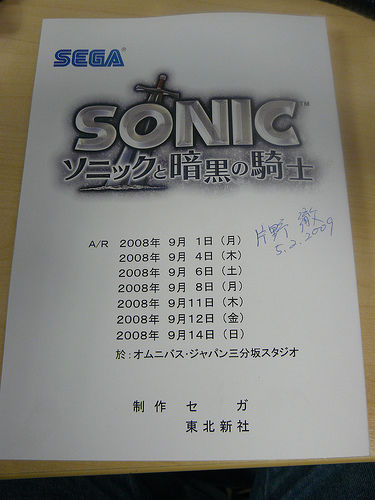 SEGA®
SONIC™
ソニックと暗黒の騎士
A/R 2008年 9月 1日（月）
2008年 9月 4日（木）
2008年 9月 6日（土）
2008年 9月 8日（月）
2008年 9月11日（木）
2008年 9月12日（金）
2008年 9月14日（日）
於：オムニバス・ジャパン三分坂スタジオ
片野 徹
5.2.2009
制 作 セ ガ
東北新社